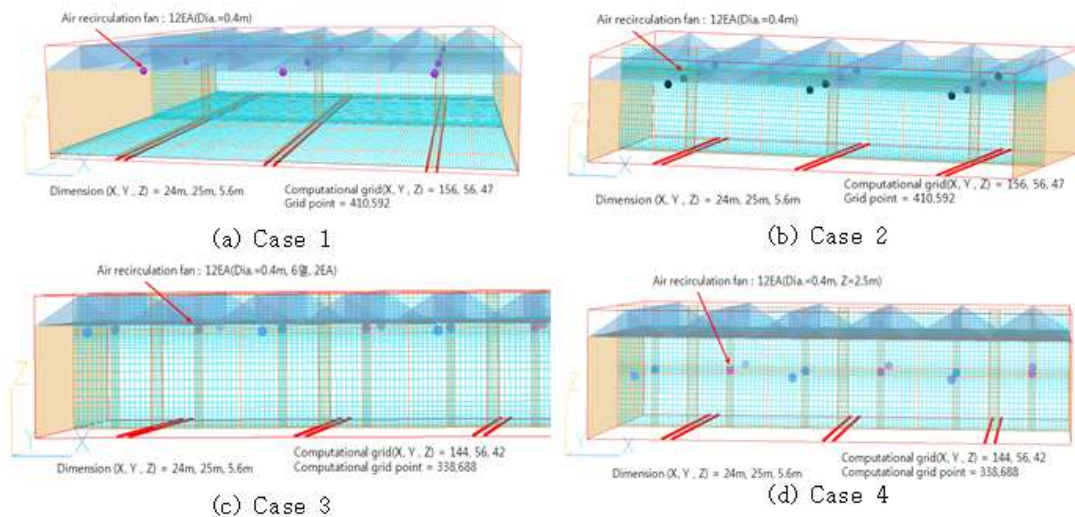 Air recirculation fan : 12EA(Dia.=0.4m)
Z
Y
X
Dimension (X, Y , Z) = 24m, 25m, 5.6m
Computational grid(X, Y , Z) = 156, 56, 47
Grid point = 410,592
(a) Case 1
Air recirculation fan : 12EA(Dia.=0.4m)
Z
Y
X
Dimension (X, Y , Z) = 24m, 25m, 5.6m
Computational grid(X, Y , Z) = 156, 56, 47
Grid point = 410,592
(b) Case 2
Air recirculation fan : 12EA(Dia.=0.4m, 6열, 2EA)
Z
Y
X
Dimension (X, Y , Z) = 24m, 25m, 5.6m
Computational grid(X, Y , Z) = 144, 56, 42
Computational grid point = 338,688
(c) Case 3
Air recirculation fan : 12EA(Dia.=0.4m, Z=2.5m)
Z
Y
X
Dimension (X, Y , Z) = 24m, 25m, 5.6m
Computational grid(X, Y , Z) = 144, 56, 42
Computational grid point = 338,688
(d) Case 4